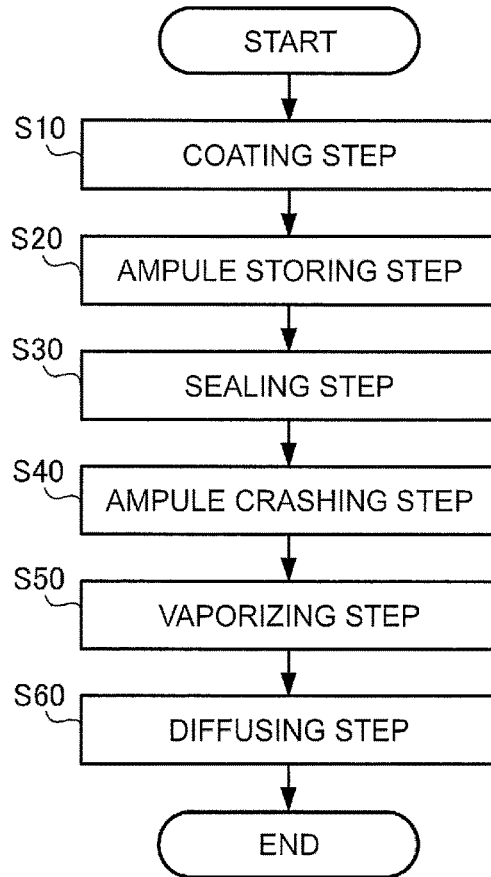 START
S10
COATING STEP
S20
AMPULE STORING STEP
S30
SEALING STEP
S40
AMPULE CRASHING STEP
S50
VAPORIZING STEP
S60
DIFFUSING STEP
END